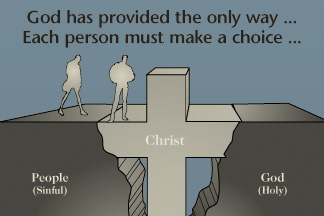 God has provided the only way ...
Each person must make a choice ...
Christ
People
(Sinful)
God
(Holy)